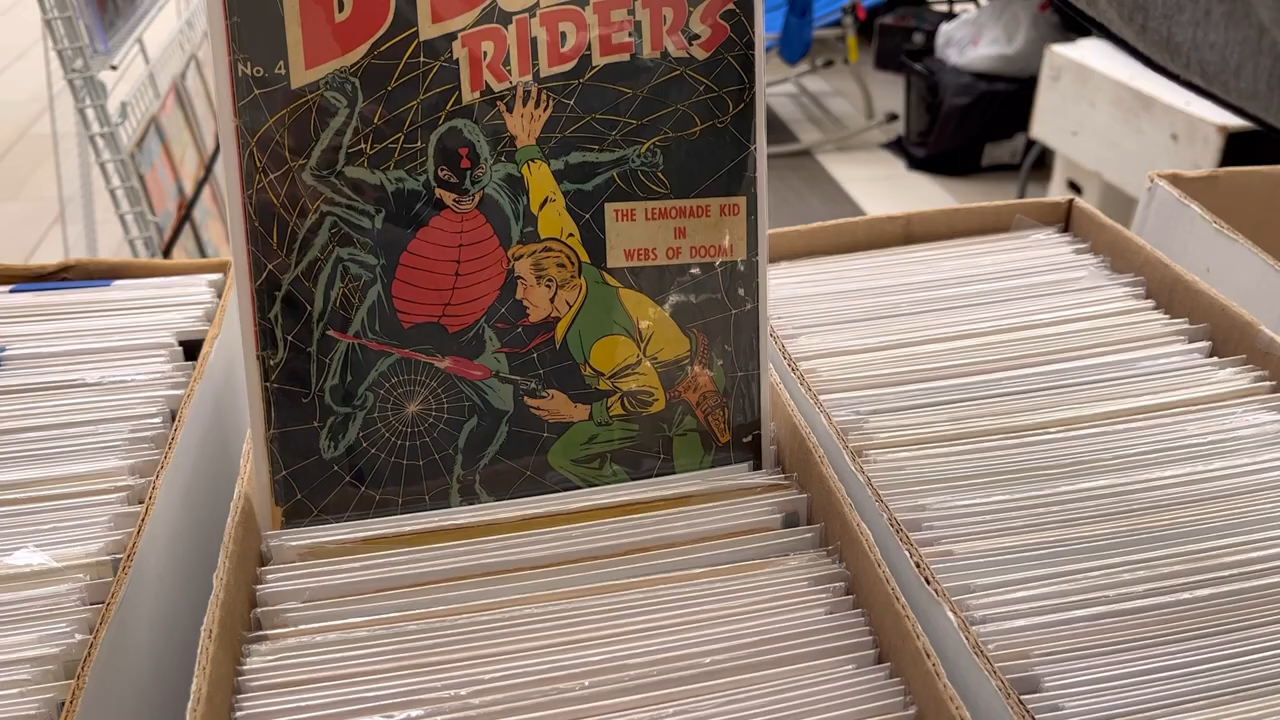 RIDERS
No. 4
THE LEMONADE KID
IN
WEBS OF DOOM!